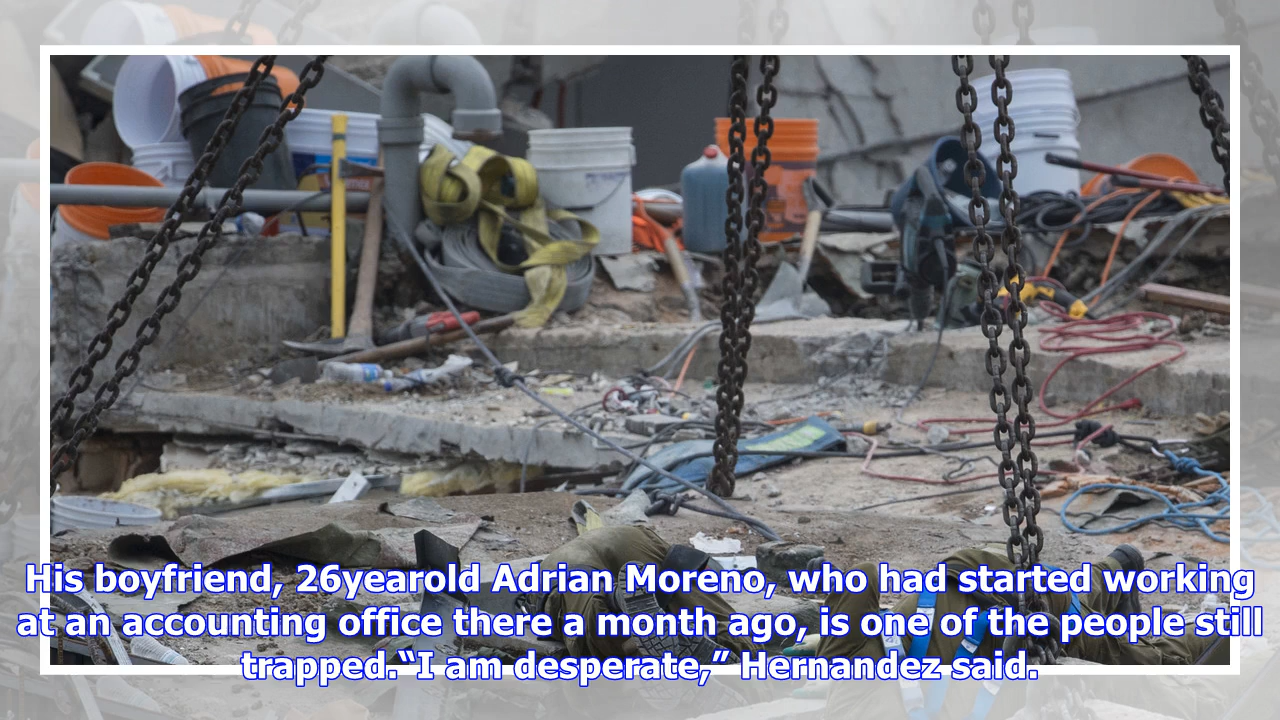 His boyfriend, 26yearold Adrian Moreno, who had started working
at an accounting office there a month ago, is one of the people still
trapped.“I am desperate,” Hernandez said.